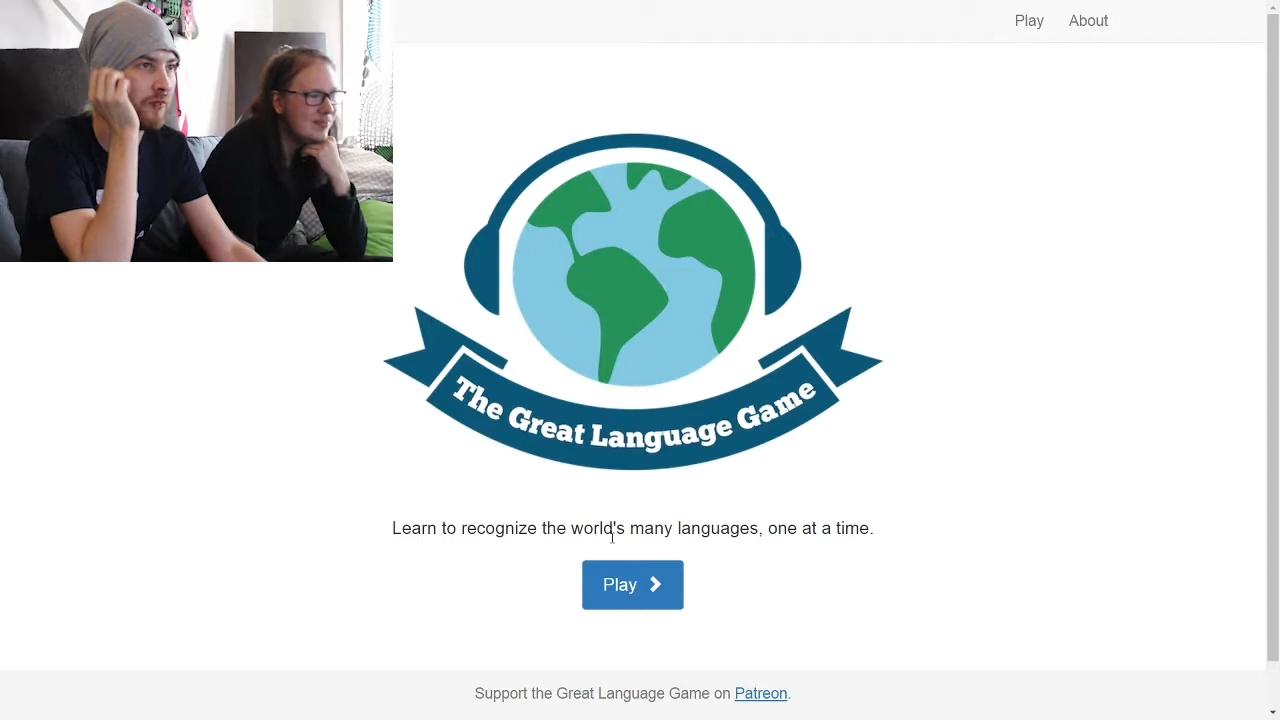 Play About
The Great Language Game
Learn to recognize the world's many languages, one at a time.
Play
Support the Great Language Game on Patreon.